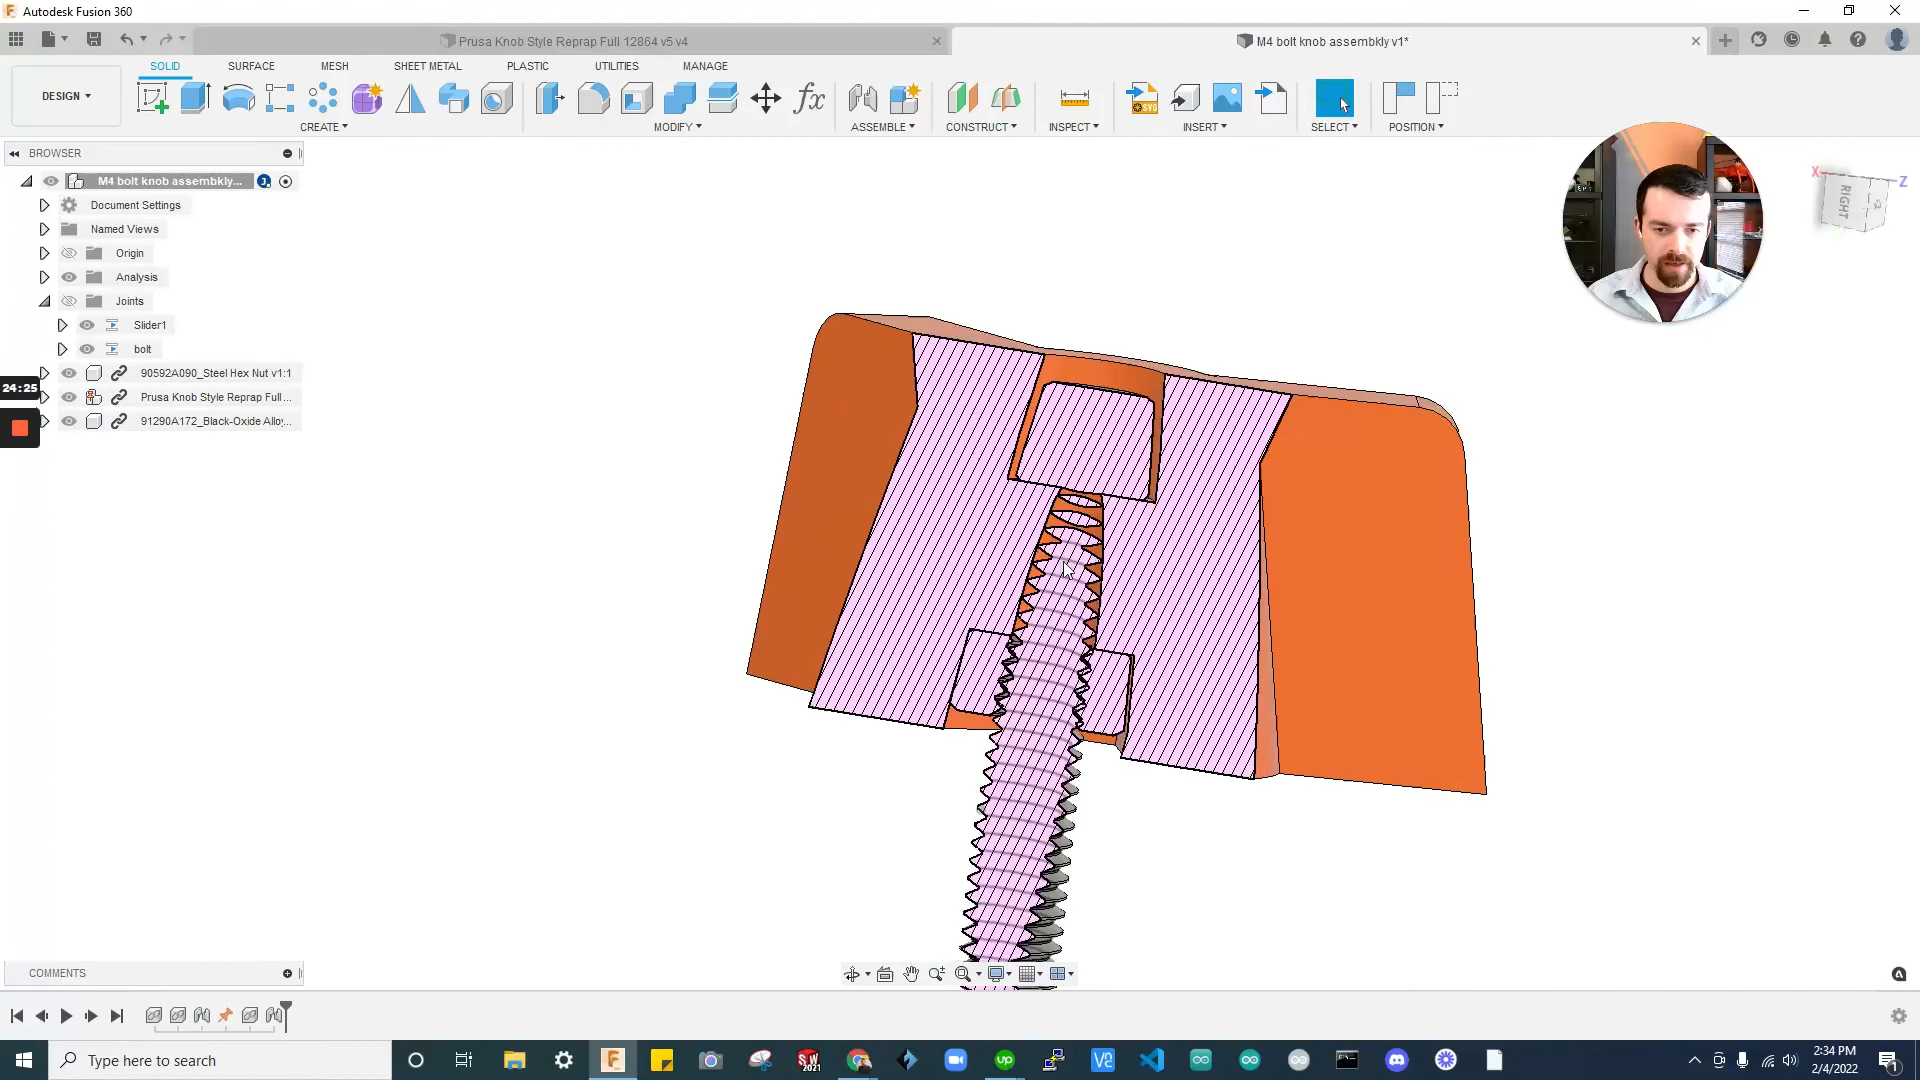 Autodesk Fusion 360
Prusa Knob Style Reprap Full 12864 v5 v4
M4 bolt knob assembkly v1*
DESIGN
SOLID
SURFACE
MESH
SHEET METAL
PLASTIC
UTILITIES
MANAGE
CREATE
MODIFY
ASSEMBLE
CONSTRUCT
INSPECT
INSERT
SELECT
POSITION
BROWSER
M4 bolt knob assembkly...
Document Settings
Named Views
Origin
Analysis
Joints
Slider1
bolt
90592A090_Steel Hex Nut v1:1
24:25
Prusa Knob Style Reprap Full ...
91290A172_Black-Oxide Alloy...
X
Z
RIGHT
COMMENTS
Type here to search
2:34 PM
2/4/2022